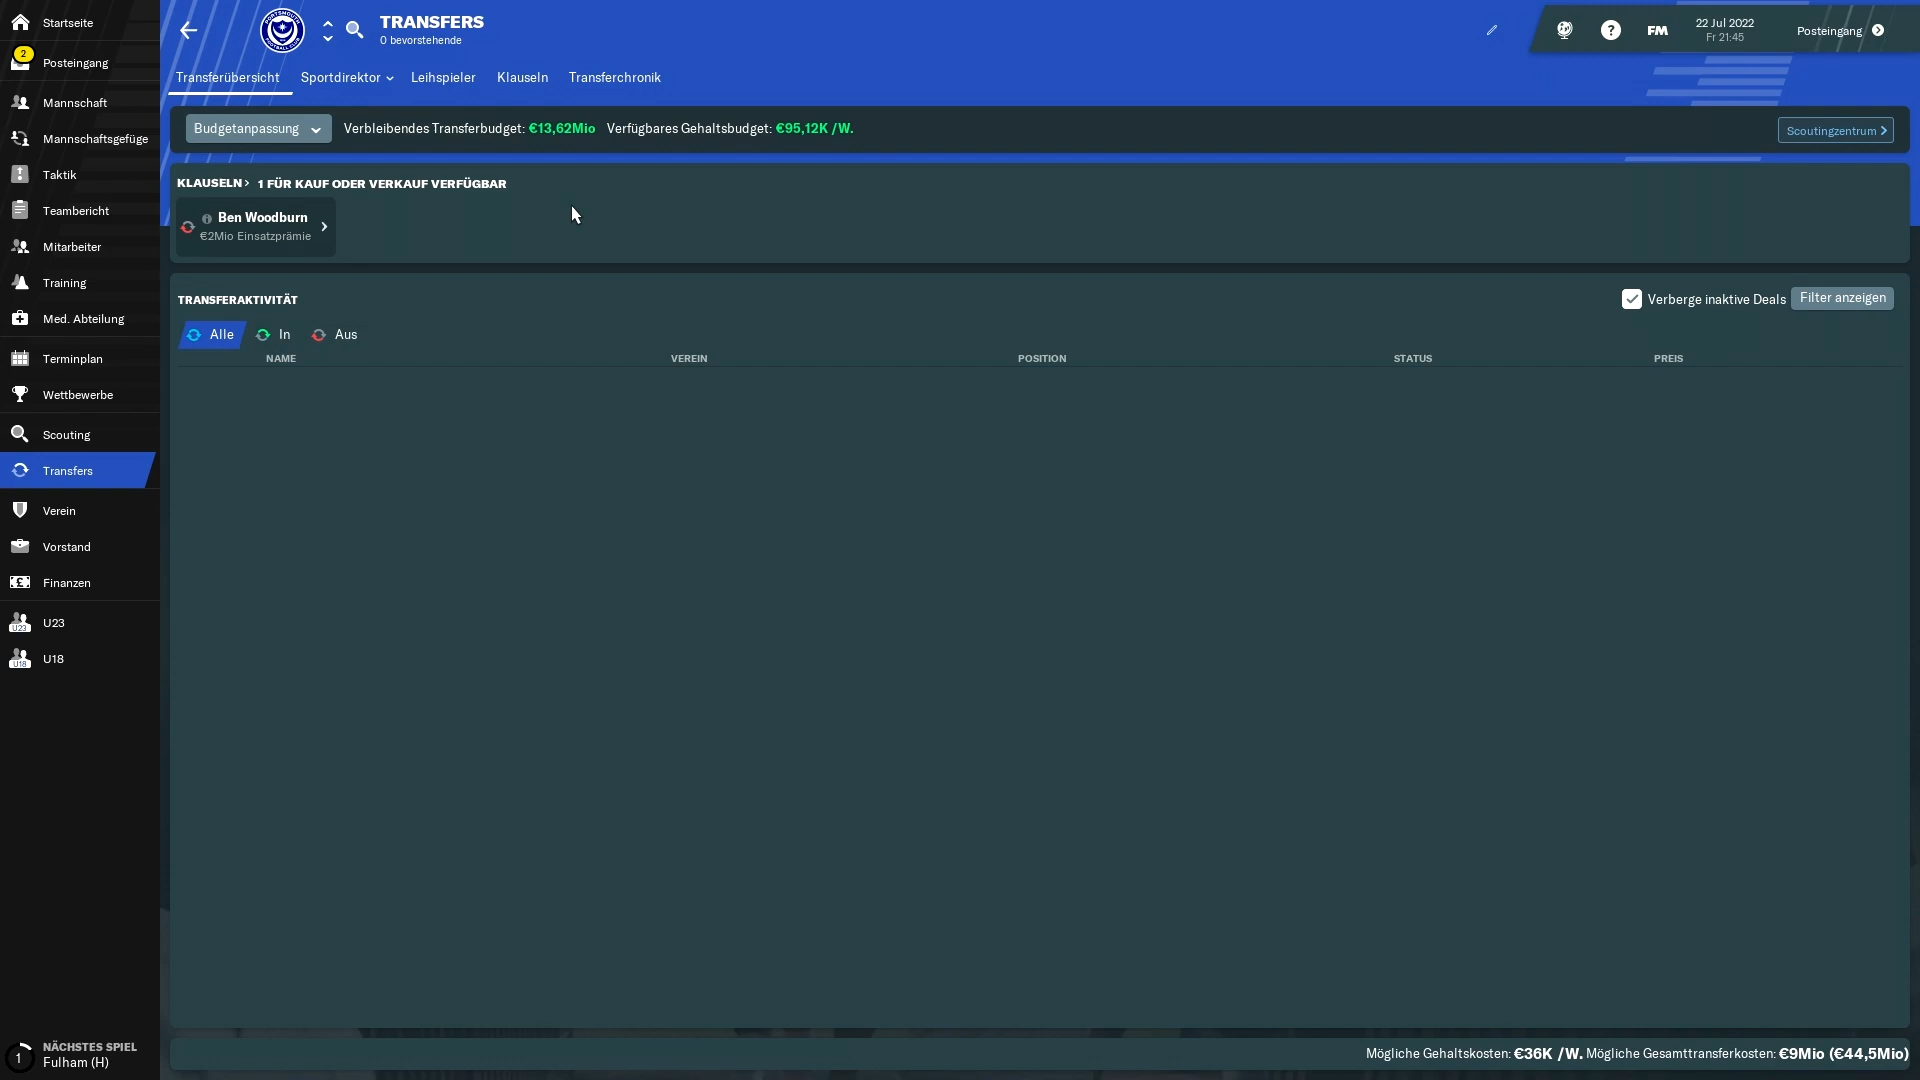 Startseite
2
Posteingang
Mannschaft
Mannschaftsgefüge
Taktik
Teambericht
Mitarbeiter
Training
Med. Abteilung
Terminplan
Wettbewerbe
Scouting
Transfers
Verein
Vorstand
Finanzen
U23
U23
U18
U18
1
NÄCHSTES SPIEL
Fulham (H)
TRANSFERS
0 bevorstehende
?
FM
22 Jul 2022
Fr 21:45
Posteingang
Transferübersicht Sportdirektor Leihspieler Klauseln Transferchronik
Budgetanpassung Verbleibendes Transferbudget: €13,62Mio Verfügbares Gehaltsbudget: €95,12K /W. Scoutingzentrum
KLAUSELN> 1 FÜR KAUF ODER VERKAUF VERFÜGBAR
Ben Woodburn
€2Mio Einsatzprämie
TRANSFERAKTIVITÄT Verberge inaktive Deals Filter anzeigen
Alle In Aus
NAME VEREIN POSITION STATUS PREIS
Mögliche Gehaltskosten: €36K /W. Mögliche Gesamttransferkosten: €9Mio (€44,5Mio)